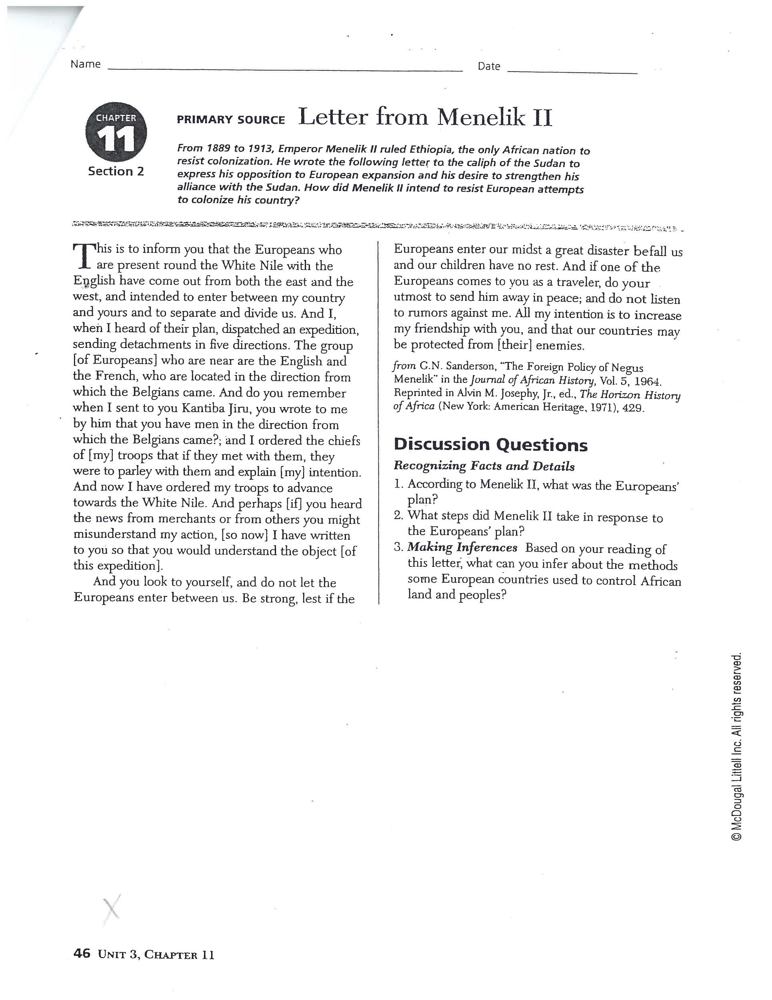 Name
Date
CHAPTER
11
Section 2
PRIMARY SOURCE Letter from Menelik II
From 1889 to 1913, Emperor Menelik II ruled Ethiopia, the only African nation to
resist colonization. He wrote the following letter to the caliph of the Sudan to
express his opposition to European expansion and his desire to strengthen his
alliance with the Sudan. How did Menelik II intend to resist European attempts
to colonize his country?
This is to inform you that the Europeans who
are present round the White Nile with the
English have come out from both the east and the
west, and intended to enter between my country
and yours and to separate and divide us. And I,
when I heard of their plan, dispatched an expedition,
sending detachments in five directions. The group
[of Europeans] who are near are the English and
the French, who are located in the direction from
which the Belgians came. And do you remember
when I sent to you Kantiba Jiru, you wrote to me
by him that you have men in the direction from
which the Belgians came?; and I ordered the chiefs
of [my] troops that if they met with them, they
were to parley with them and explain [my] intention.
And now I have ordered my troops to advance
towards the White Nile. And perhaps [if] you heard
the news from merchants or from others you might
misunderstand my action, [so now] I have written
to you so that you would understand the object [of
this expedition].
And you look to yourself, and do not let the
Europeans enter between us. Be strong, lest if the
Europeans enter our midst a great disaster befall us
and our children have no rest. And if one of the
Europeans comes to you as a traveler, do your
utmost to send him away in peace; and do not listen
to rumors against me. All my intention is to increase
my friendship with you, and that our countries may
be protected from [their] enemies.
from G.N. Sanderson, "The Foreign Policy of Negus
Menelik" in the Journal of African History, Vol. 5, 1964.
Reprinted in Alvin M. Josephy, Jr., ed., The Horizon History
of Africa (New York: American Heritage, 1971), 429.
Discussion Questions
Recognizing Facts and Details
1. According to Menelik II, what was the Europeans'
plan?
2. What steps did Menelik II take in response to
the Europeans' plan?
3. Making Inferences Based on your reading of
this letter, what can you infer about the methods
some European countries used to control African
land and peoples?
© McDougal Littell Inc. All rights reserved.
X
46 UNIT 3, CHAPTER 11